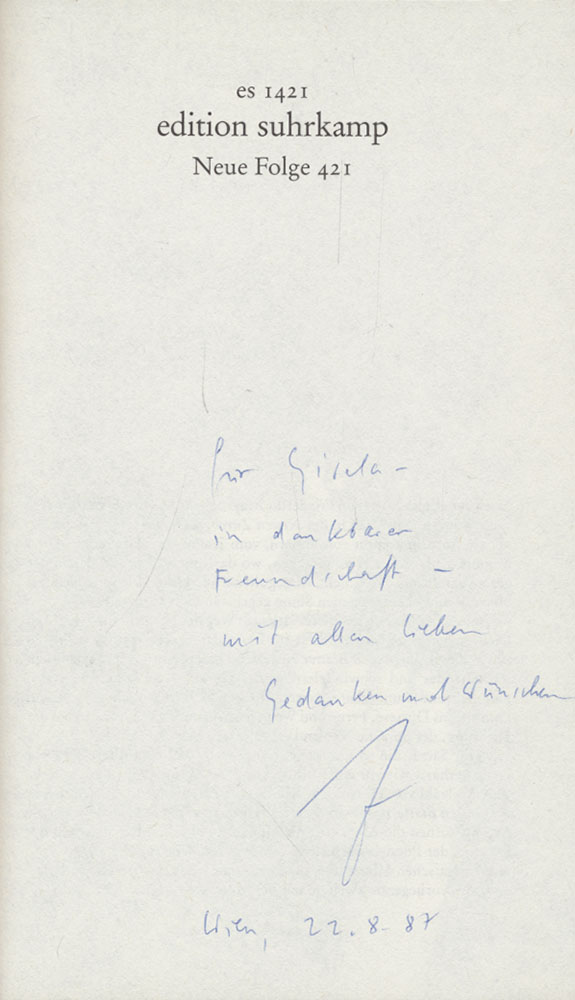 es 1421
edition suhrkamp
Neue Folge 421
für Gisela –
in dankbarer
Freundschaft –
mit allen lieben
Gedanken und Wünschen
Wien, 22.8.87